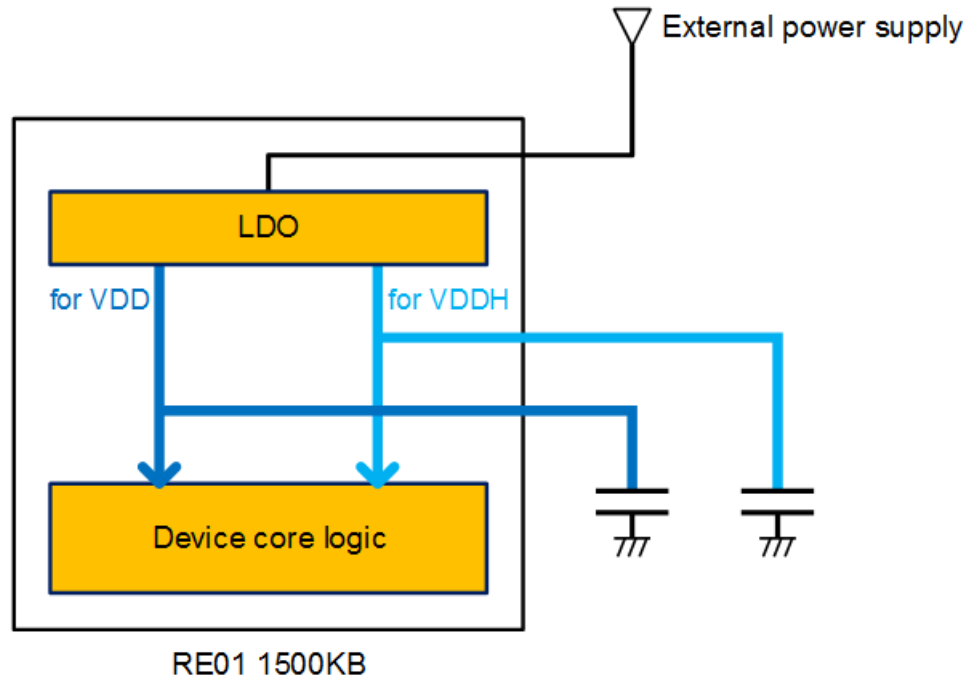 External power supply
LDO
for VDD
for VDDH
Device core logic
RE01 1500KB